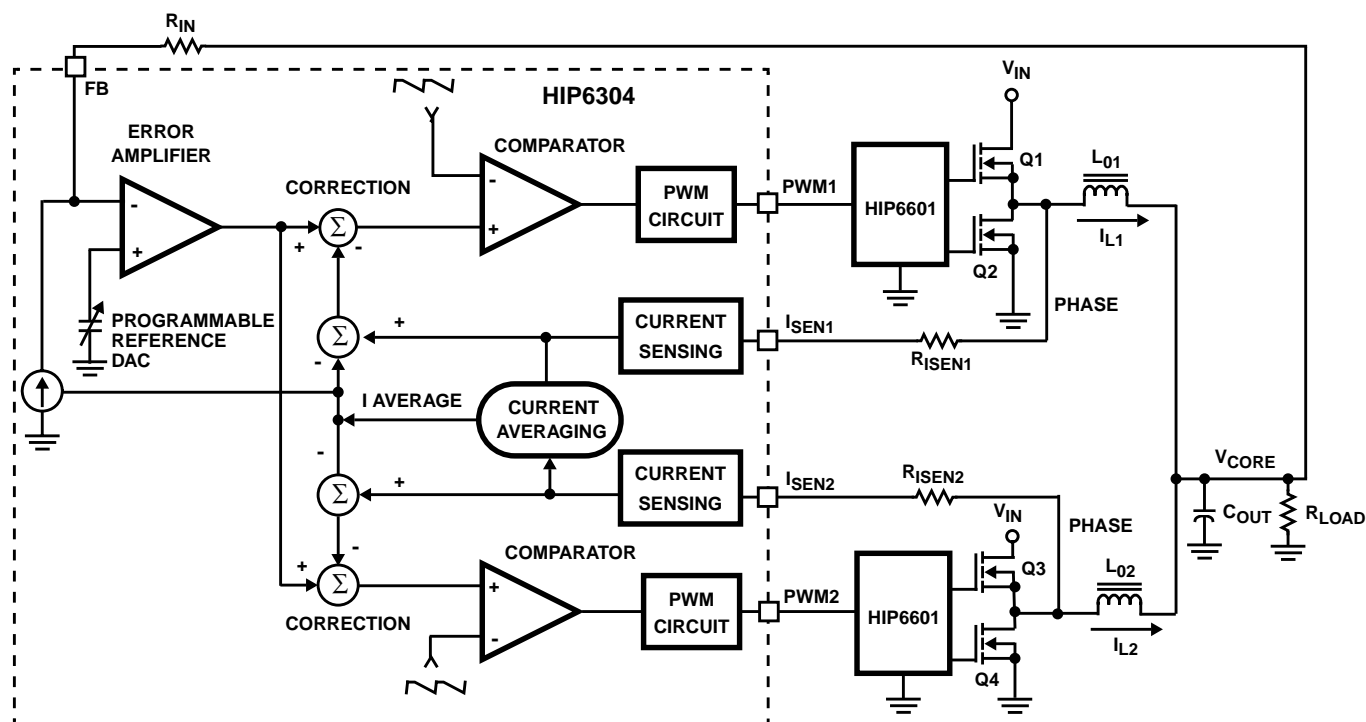 RIN
FB
HIP6304
VIN
ERROR
AMPLIFIER
COMPARATOR
CORRECTION
-
+
PWM
CIRCUIT
PWM1
HIP6601
Q1
Q2
L01
IL1
-
+
Σ
+
-
PROGRAMMABLE
REFERENCE
DAC
Σ
+
-
CURRENT
SENSING
ISEN1
RISEN1
PHASE
I AVERAGE
CURRENT
AVERAGING
-
Σ
+
CURRENT
SENSING
ISEN2
RISEN2
VIN
PHASE
VCORE
COUT
RLOAD
-
+
Σ
CORRECTION
COMPARATOR
+
-
PWM
CIRCUIT
PWM2
HIP6601
Q3
Q4
L02
IL2